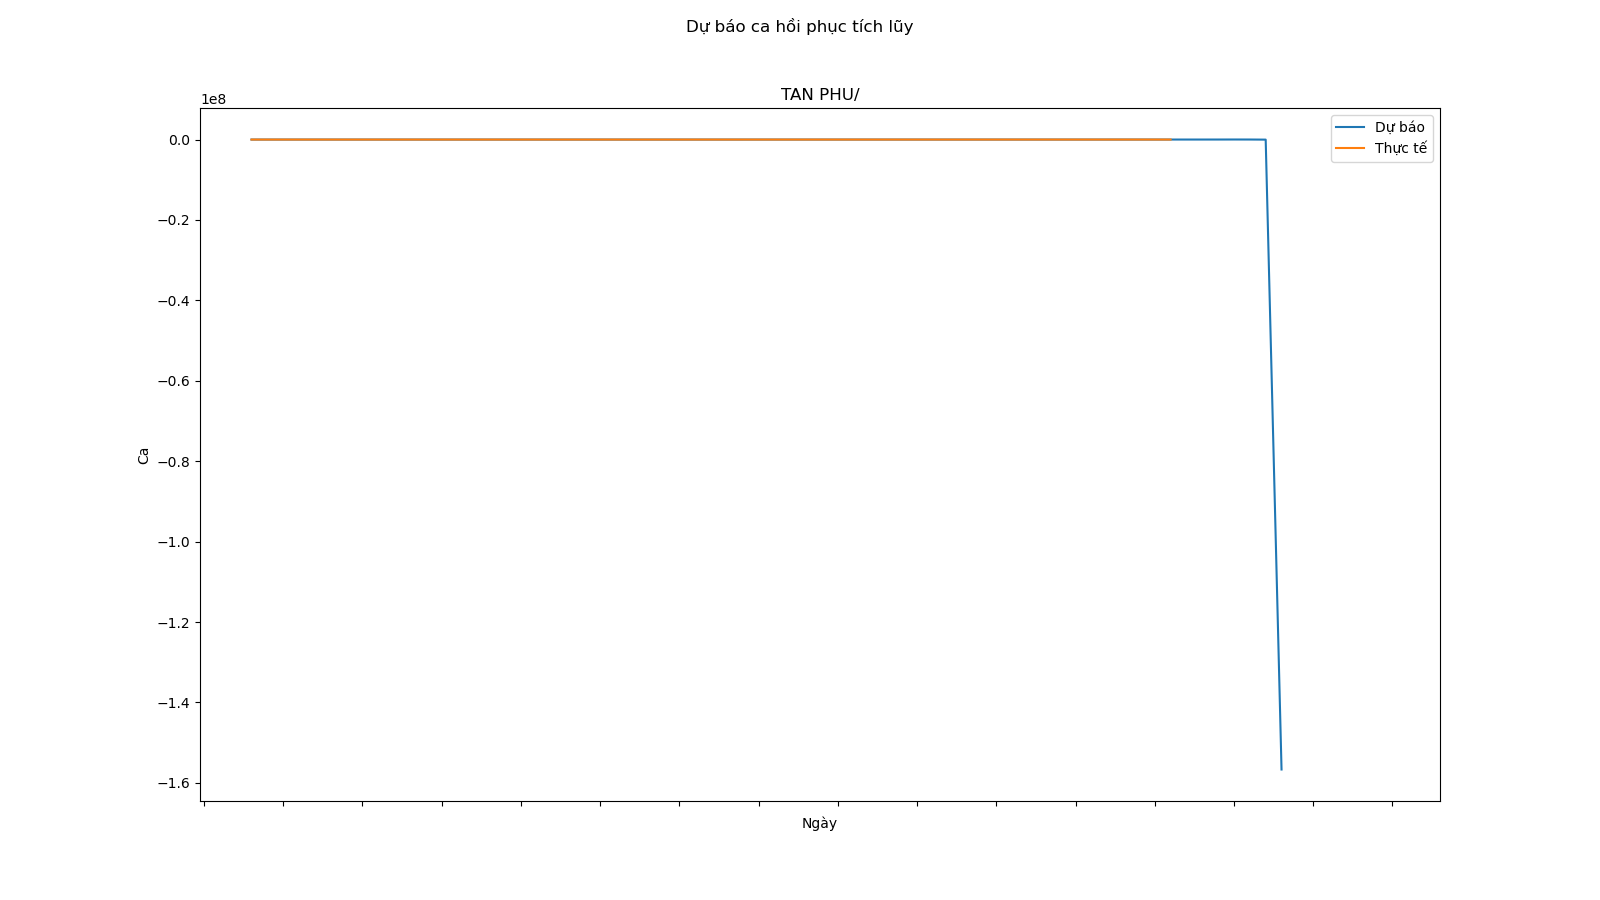 Dự báo ca hồi phục tích lũy
TAN PHU/
1e8
0.0
−0.2
−0.4
−0.6
−0.8
−1.0
−1.2
−1.4
−1.6
Ca
Ngày
Dự báo
Thực tế